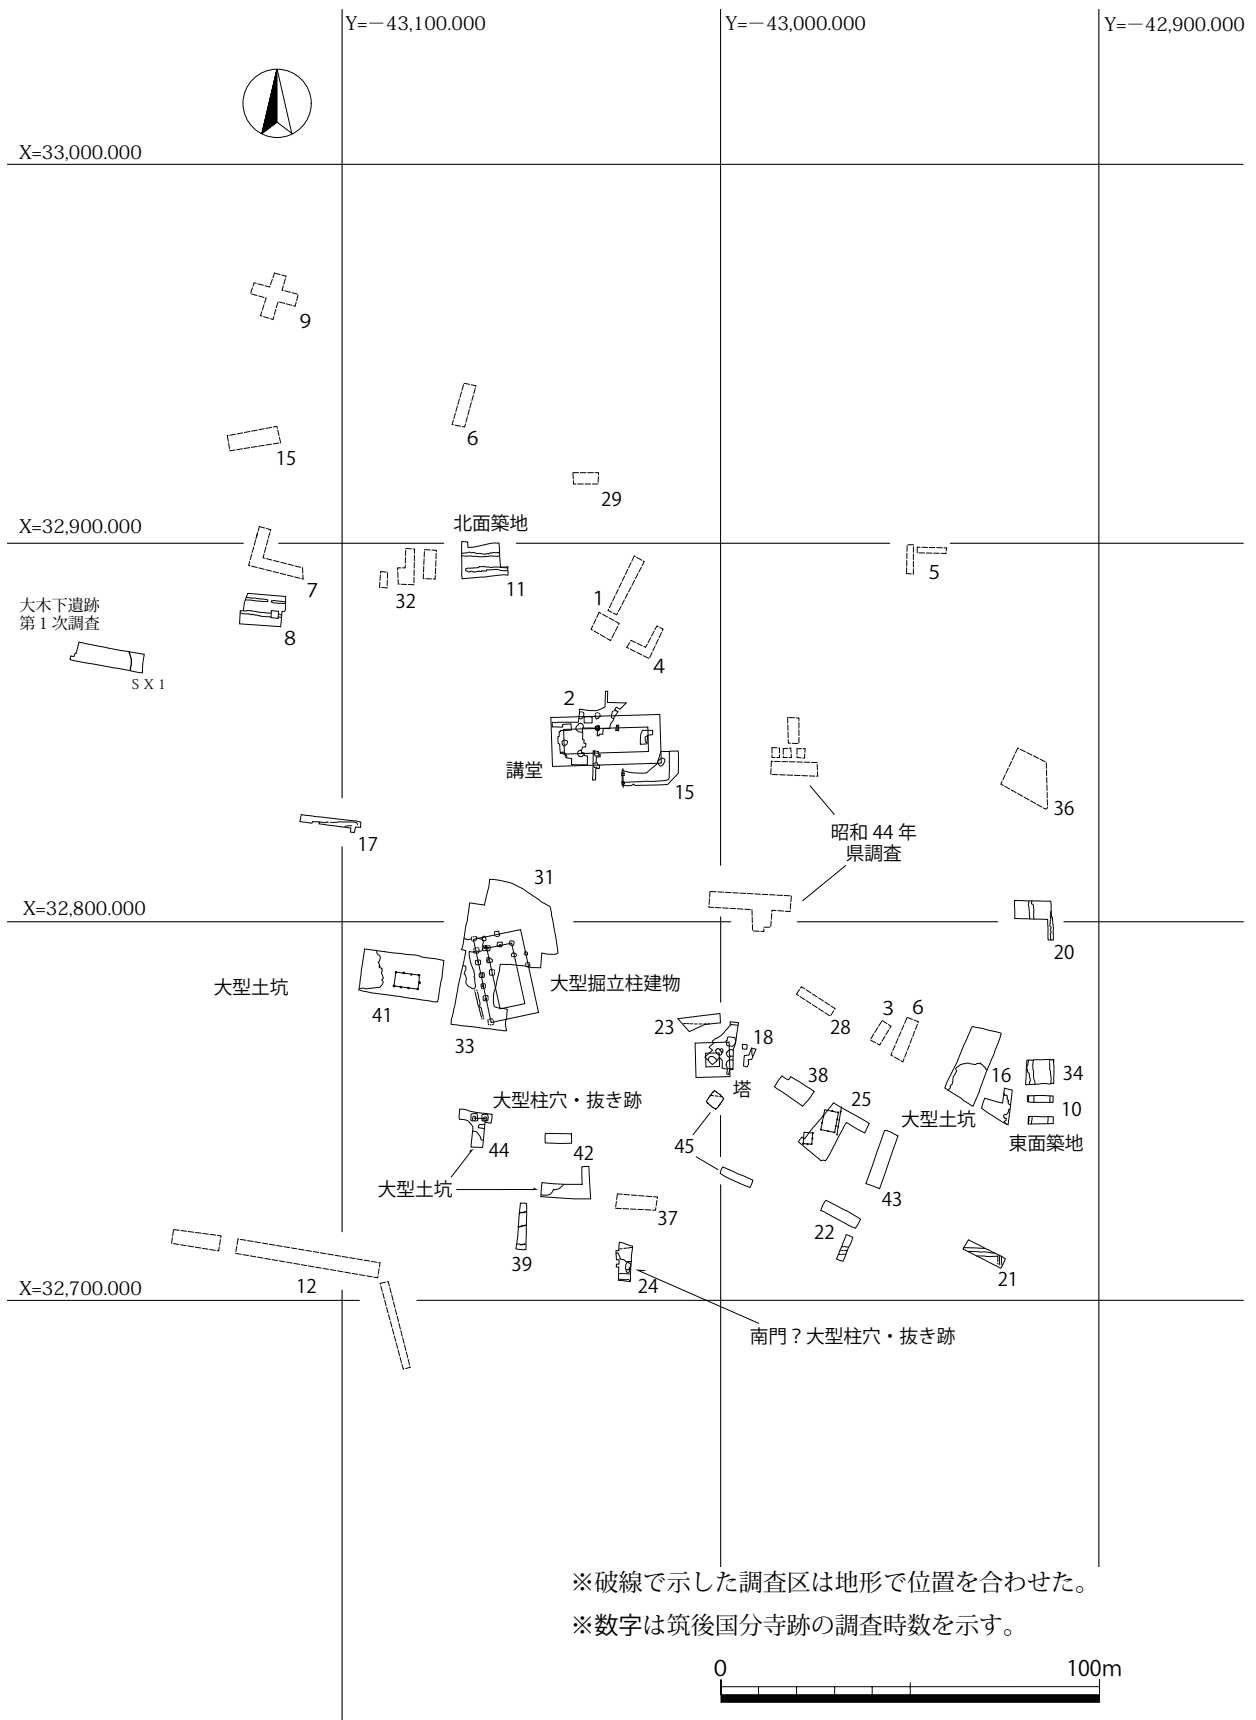 Y=－43,100.000
Y=－43,000.000
Y=－42,900.000
X=33,000.000
9
6
15
29
X=32,900.000
北面築地
7
32
11
5
1
大木下遺跡
第１次調査
8
4
ＳＸ１
2
講堂
15
36
17
昭和 44 年
県調査
31
X=32,800.000
20
大型土坑
大型掘立柱建物
41
33
23
18
28
3
6
塔
38
25
16
34
大型柱穴・抜き跡
大型土坑
10
東面築地
44
42
45
大型土坑
43
37
22
39
12
24
21
X=32,700.000
南門？大型柱穴・抜き跡
※破線で示した調査区は地形で位置を合わせた。
※数字は筑後国分寺跡の調査時数を示す。
0
100m